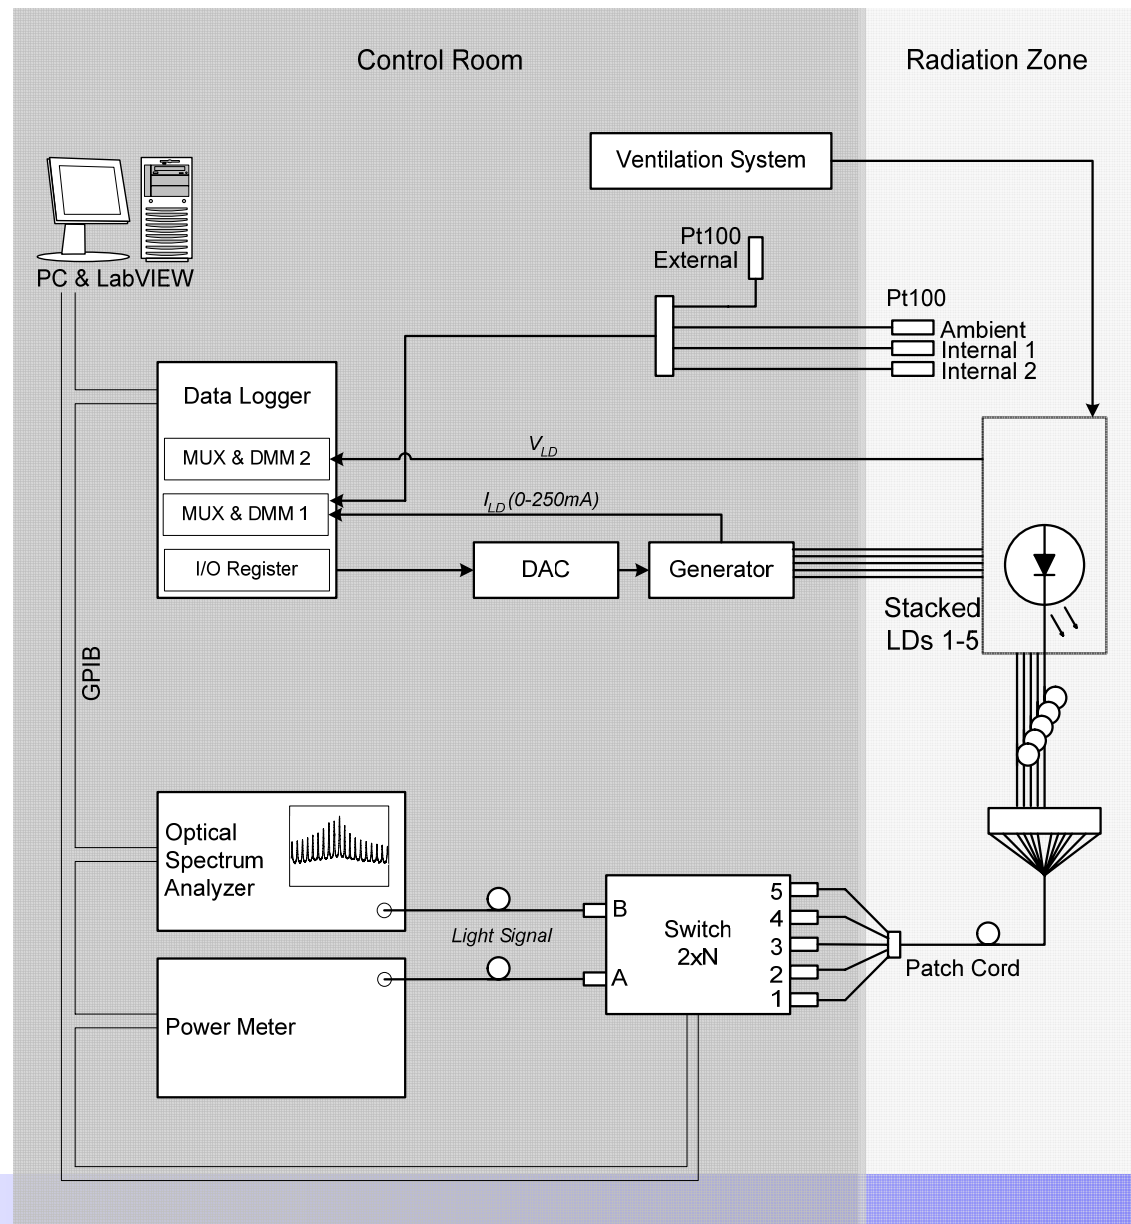 Control Room
Radiation Zone
Ventilation System
Pt100
External
PC & LabVIEW
Pt100
Ambient
Internal 1
Internal 2
Data Logger
MUX & DMM 2
VLD
MUX & DMM 1
ILD (0-250mA)
I/O Register
DAC
Generator
Stacked
LDs 1-5
GPIB
Optical
Spectrum
Analyzer
Light Signal
B
A
Switch
2xN
5
4
3
2
1
Patch Cord
Power Meter